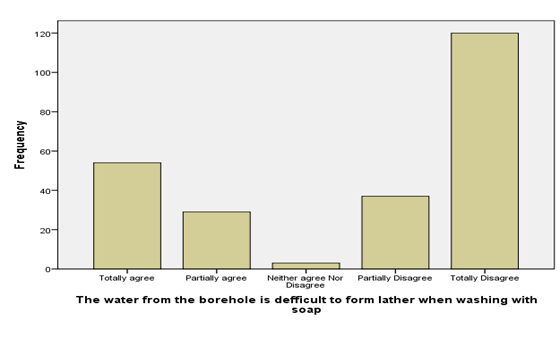 120
100
80
60
40
20
0
Frequency
Totally agree
Partially agree
Neither agree Nor
Disagree
Partially Disagree
Totally Disagree
The water from the borehole is defficult to form lather when washing with
soap